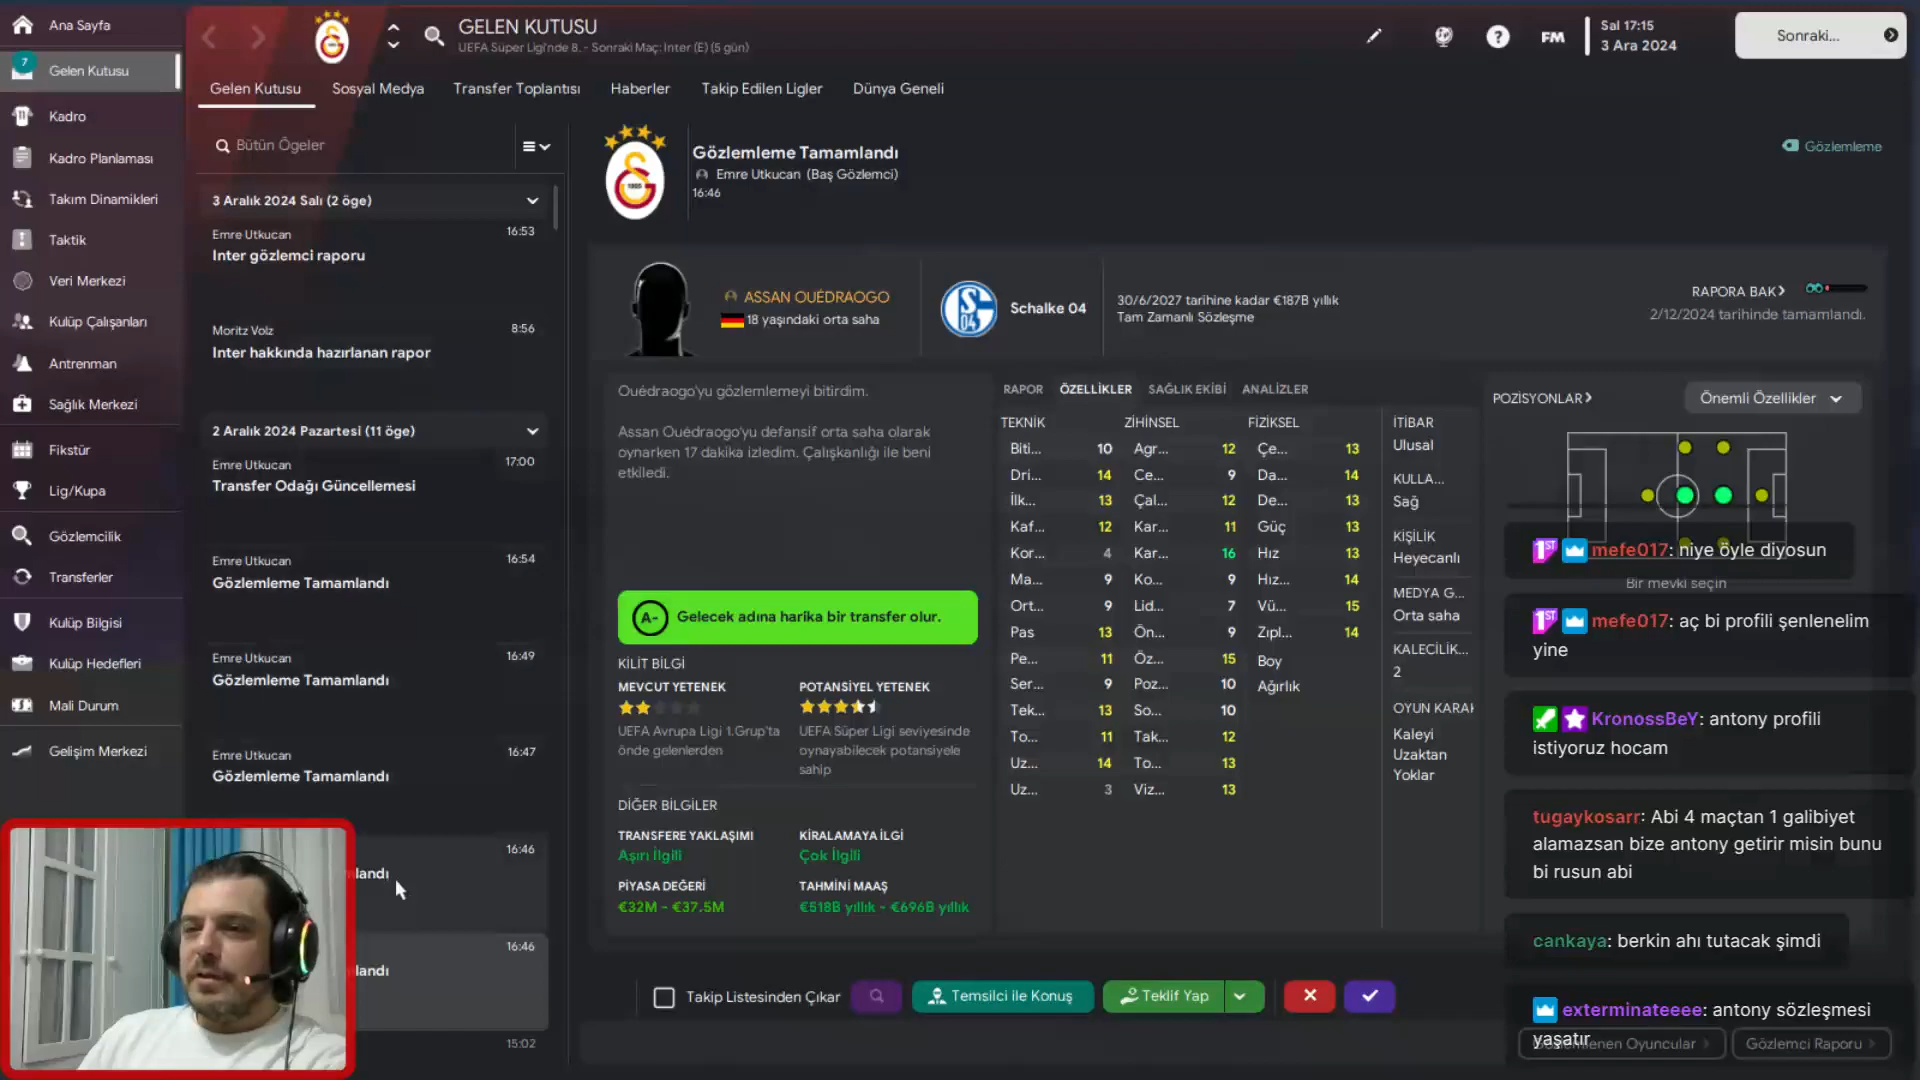 Ana Sayfa
7
Gelen Kutusu
Kadro
Kadro Planlaması
Takım Dinamikleri
Taktik
Veri Merkezi
Kulüp Çalışanları
Antrenman
Sağlık Merkezi
Fikstür
Lig/Kupa
Gözlemcilik
Transferler
Kulüp Bilgisi
Kulüp Hedefleri
Mali Durum
Gelişim Merkezi
GELEN KUTUSU
UEFA Süper Ligi'nde 8. - Sonraki Maç: Inter (E) (5 gün)
FM
Sal 17:15
3 Ara 2024
Sonraki...
Gelen Kutusu
Sosyal Medya
Transfer Toplantısı
Haberler
Takip Edilen Ligler
Dünya Geneli
Bütün Ögeler
3 Aralık 2024 Salı (2 öge)
Emre Utkucan 16:53
Inter gözlemci raporu
Moritz Volz 8:56
Inter hakkında hazırlanan rapor
2 Aralık 2024 Pazartesi (11 öge)
Emre Utkucan 17:00
Transfer Odağı Güncellemesi
Emre Utkucan 16:54
Gözlemleme Tamamlandı
Emre Utkucan 16:49
Gözlemleme Tamamlandı
Emre Utkucan 16:47
Gözlemleme Tamamlandı
16:46
landı
16:46
landı
15:02
Gözlemleme Tamamlandı
Emre Utkucan (Baş Gözlemci)
16:46
Gözlemleme
ASSAN OUÉDRAOGO
18 yaşındaki orta saha
Schalke 04
30/6/2027 tarihine kadar €187B yıllık
Tam Zamanlı Sözleşme
RAPORA BAK
2/12/2024 tarihinde tamamlandı.
Ouédraogo'yu gözlemlemeyi bitirdim.
Assan Ouédraogo'yu defansif orta saha olarak
oynarken 17 dakika izledim. Çalışkanlığı ile beni
etkiledi.
A- Gelecek adına harika bir transfer olur.
KİLİT BİLGİ
MEVCUT YETENEK
UEFA Avrupa Ligi 1.Grup'ta
önde gelenlerden
POTANSİYEL YETENEK
UEFA Süper Ligi seviyesinde
oynayabilecek potansiyele
sahip
DİĞER BİLGİLER
TRANSFERE YAKLAŞIMI
Aşırı İlgili
KİRALAMAYA İLGİ
Çok İlgili
PİYASA DEĞERİ
€32M - €37.5M
TAHMİNİ MAAŞ
€518B yıllık - €696B yıllık
RAPOR ÖZELLİKLER SAĞLIK EKİBİ ANALİZLER
TEKNİK
Biti... 10
Dri... 14
İlk... 13
Kaf... 12
Kor... 4
Ma... 9
Ort... 9
Pas 13
Pe... 11
Ser... 9
Tek... 13
To... 11
Uz... 14
Uz... 3
ZİHİNSEL
Agr... 12
Ce... 9
Çal... 12
Kar... 11
Kar... 16
Ko... 9
Lid... 7
Ön... 9
Öz... 15
Poz... 10
So... 10
Tak... 12
To... 13
Viz... 13
FİZİKSEL
Çe... 13
Da... 14
De... 13
Güç 13
Hız 13
Hız... 14
Vü... 15
Zıpl... 14
Boy
Ağırlık
İTİBAR
Ulusal
KULLA...
Sağ
KİŞİLİK
Heyecanlı
MEDYA G...
Orta saha
KALECİLİK...
2
OYUN KARAK
Kaleyi
Uzaktan
Yoklar
POZİSYONLAR
Önemli Özellikler
Bir mevki seçin
1ST mefe017: niye öyle diyosun
1ST mefe017: aç bi profili şenlenelim
yine
KronossBeY: antony profili
istiyoruz hocam
tugaykosarr: Abi 4 maçtan 1 galibiyet
alamazsan bize antony getirir misin bunu
bi rusun abi
cankaya: berkin ahı tutacak şimdi
exterminateeee: antony sözleşmesi
yaşatır
Takip Listesinden Çıkar
Temsilci ile Konuş
Teklif Yap
Oyuncular
Gözlemci Raporu